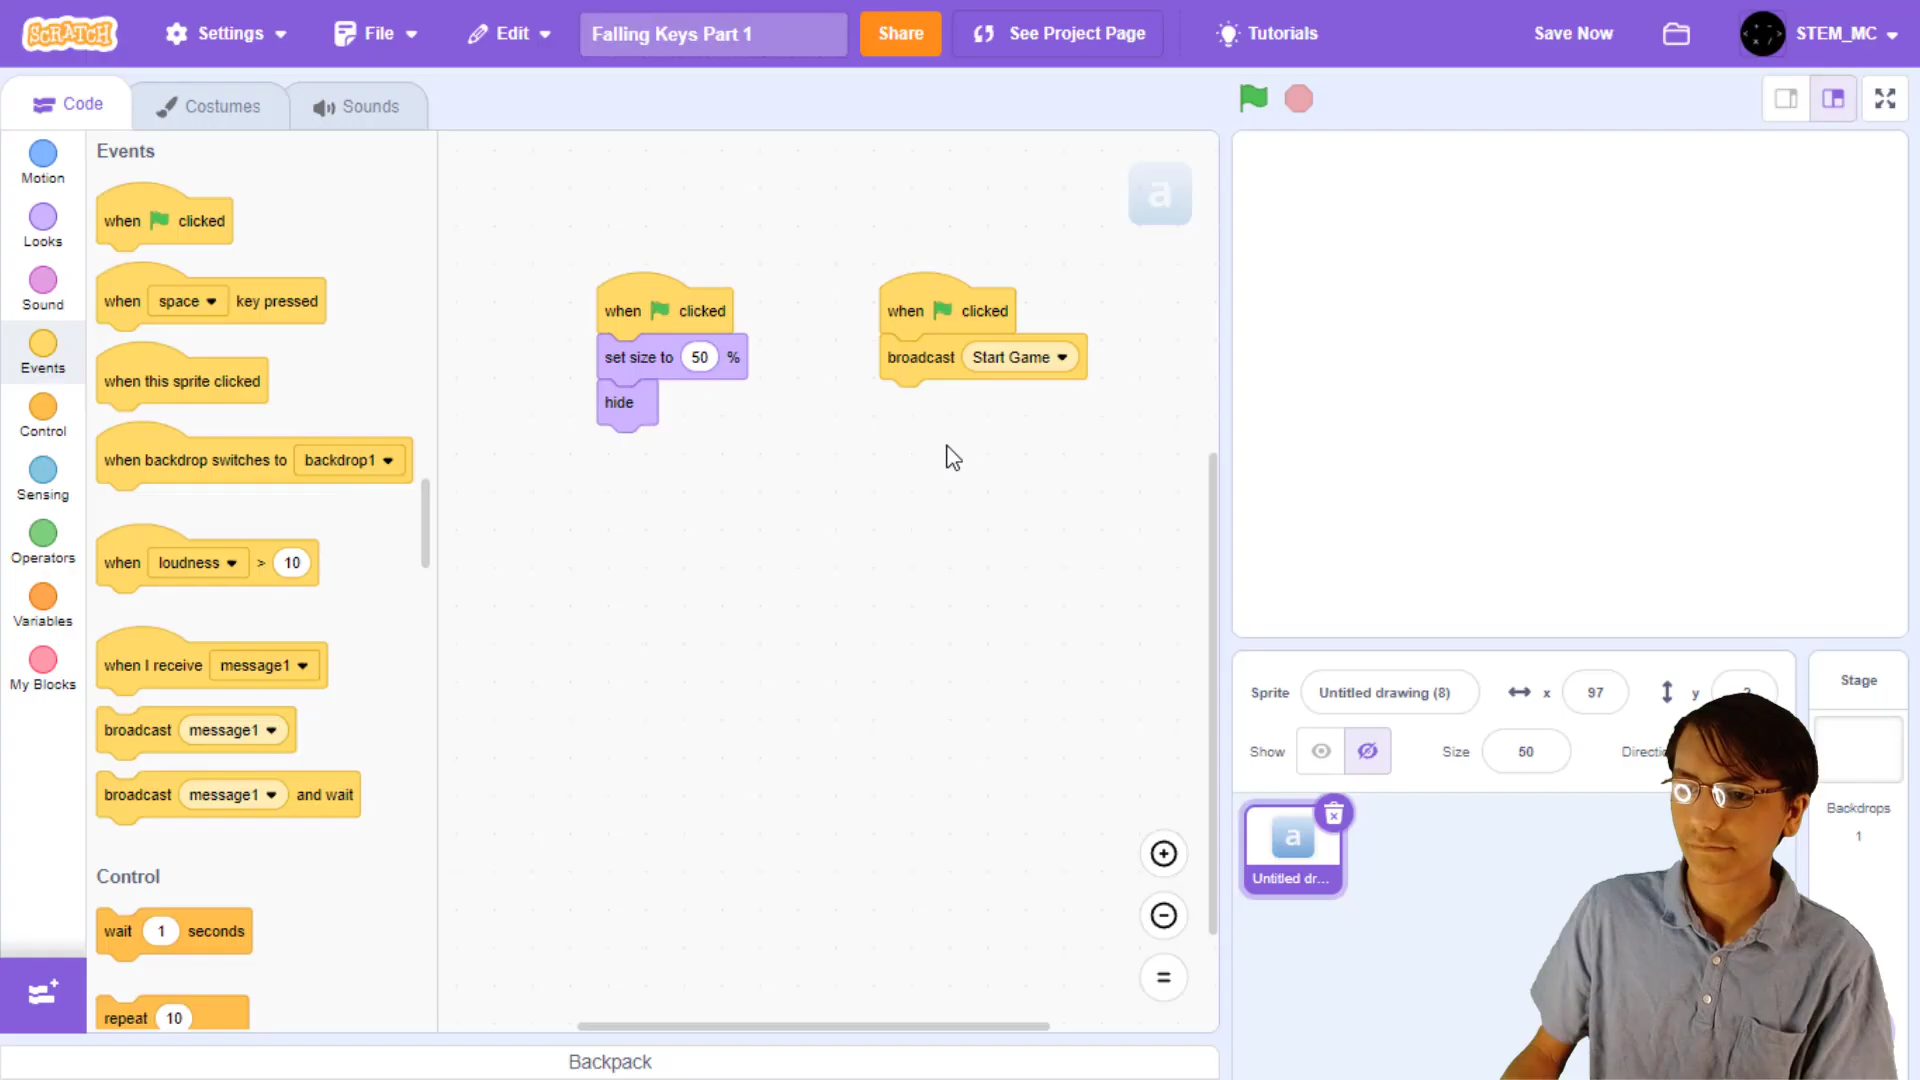 SCRATCH
Settings
File
Edit
Falling Keys Part 1
Share
See Project Page
Tutorials
Save Now
STEM_MC
Code
Costumes
Sounds
Motion
Looks
Sound
Events
Control
Sensing
Operators
Variables
My Blocks
Events
when clicked
when space key pressed
when this sprite clicked
when backdrop switches to backdrop1
when loudness > 10
when I receive message1
broadcast message1
broadcast message1 and wait
Control
wait 1 seconds
repeat 10
a
when clicked
set size to 50 %
hide
when clicked
broadcast Start Game
Backpack
Sprite Untitled drawing (8) x 97 y
Show Size 50
a
Untitled dr...
Stage
Backdrops
1